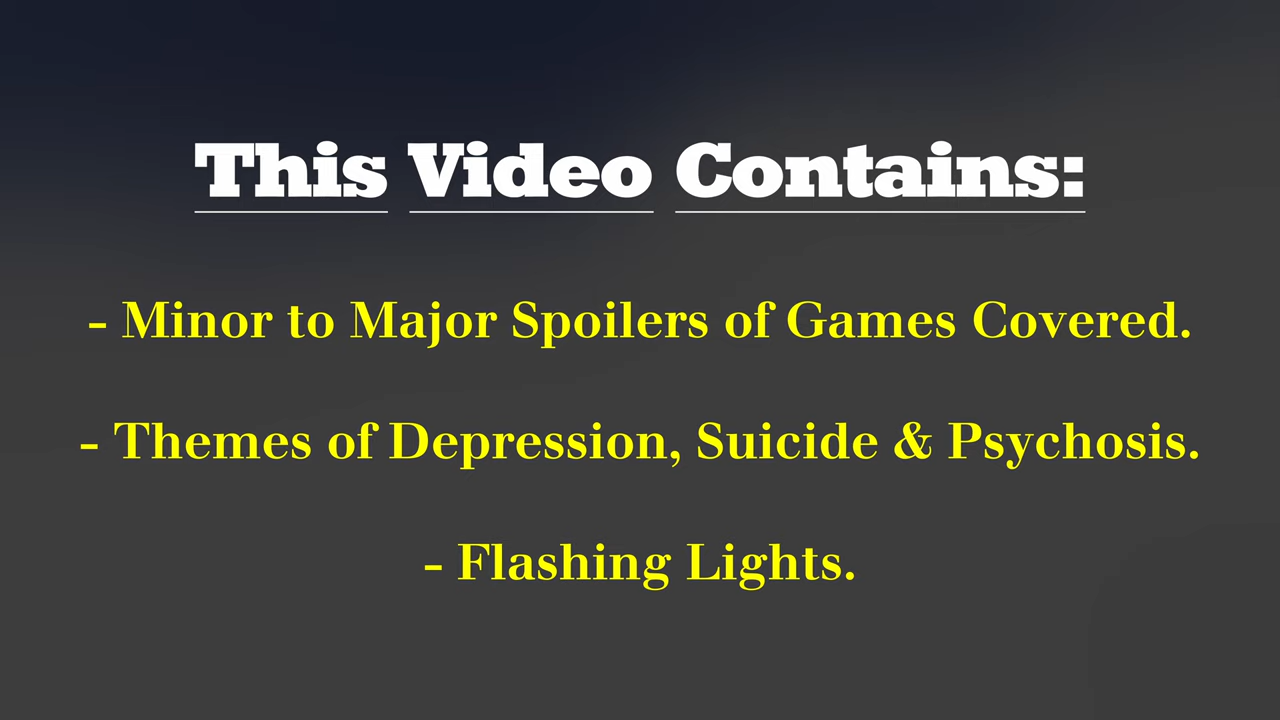 This Video Contains:
- Minor to Major Spoilers of Games Covered.
- Themes of Depression, Suicide & Psychosis.
- Flashing Lights.